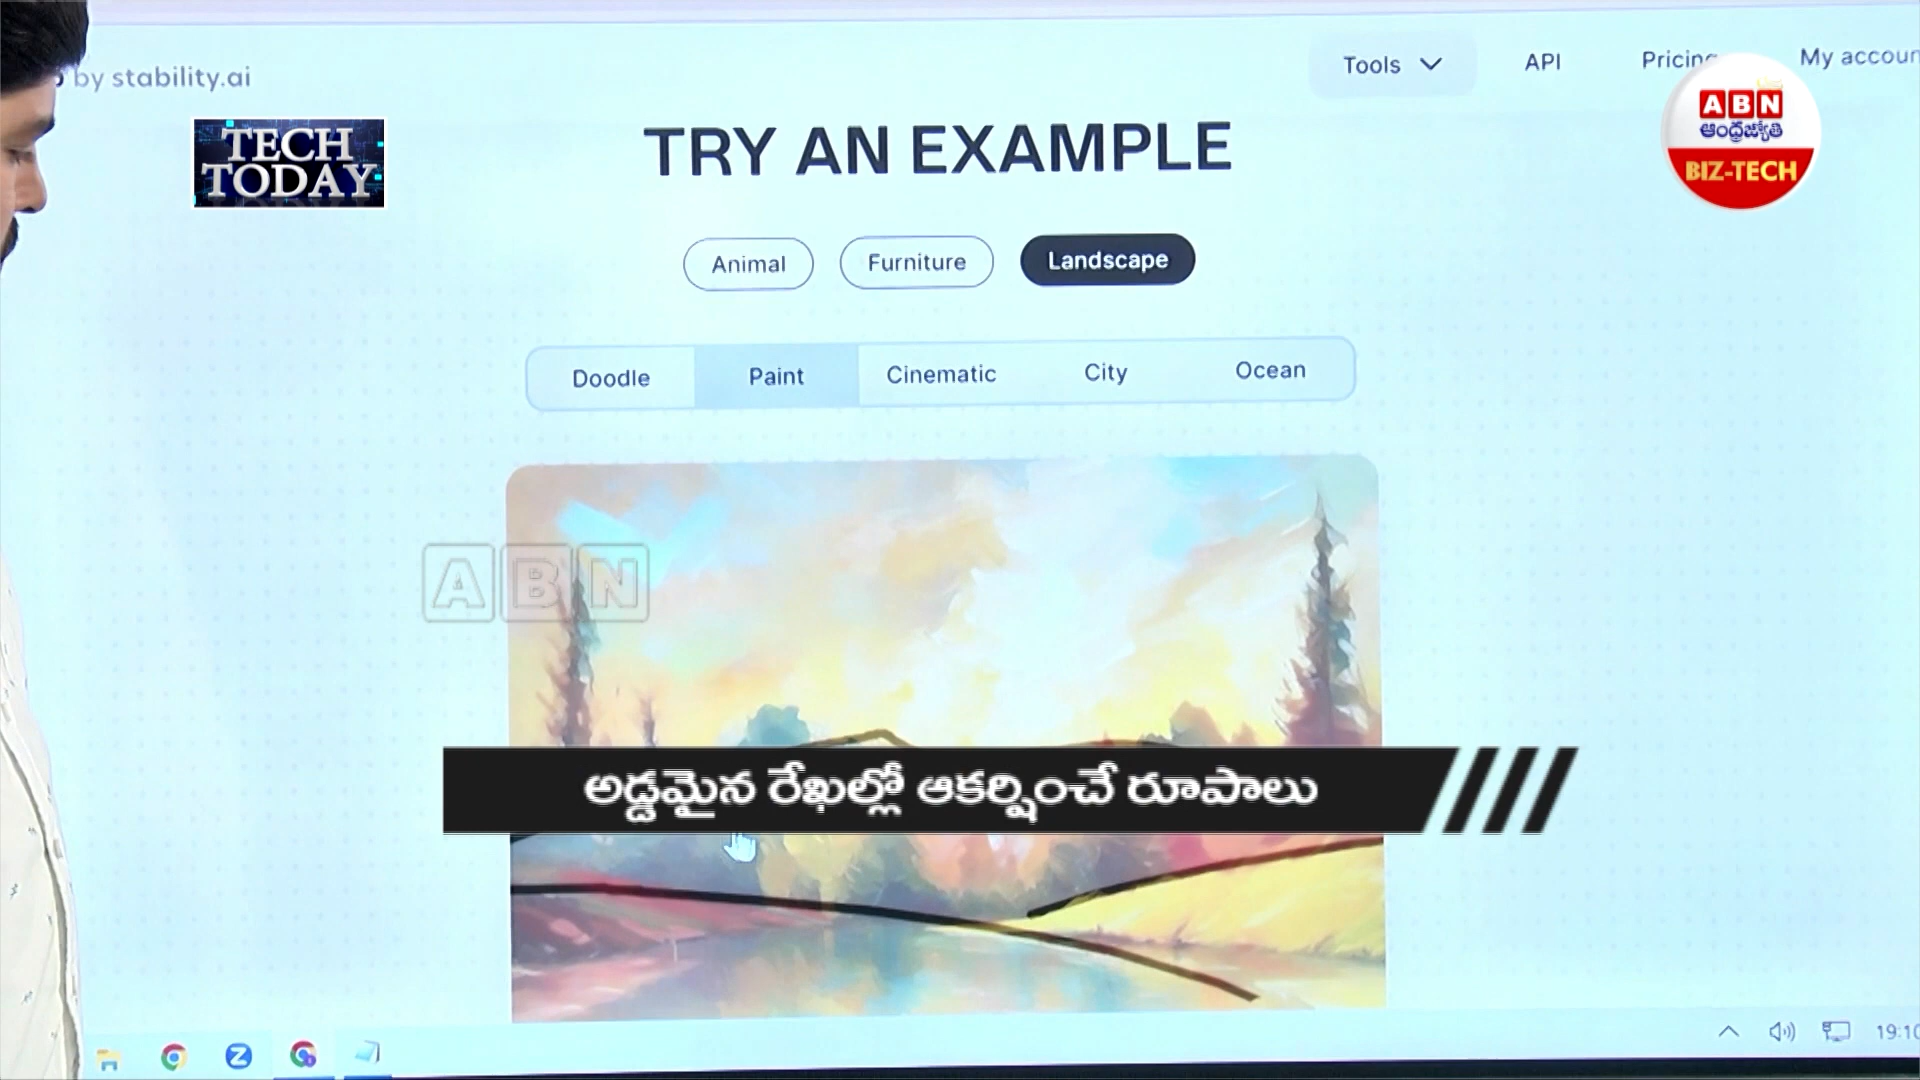 by stability.ai
Tools
API
Pricing
My accoun
TECH
TODAY
ABN
ఆంధ్రజ్యోతి
BIZ-TECH
TRY AN EXAMPLE
Animal
Furniture
Landscape
Doodle
Paint
Cinematic
City
Ocean
ABN
అడ్డమైన రేఖల్లో ఆకర్షించే రూపాలు
19:10